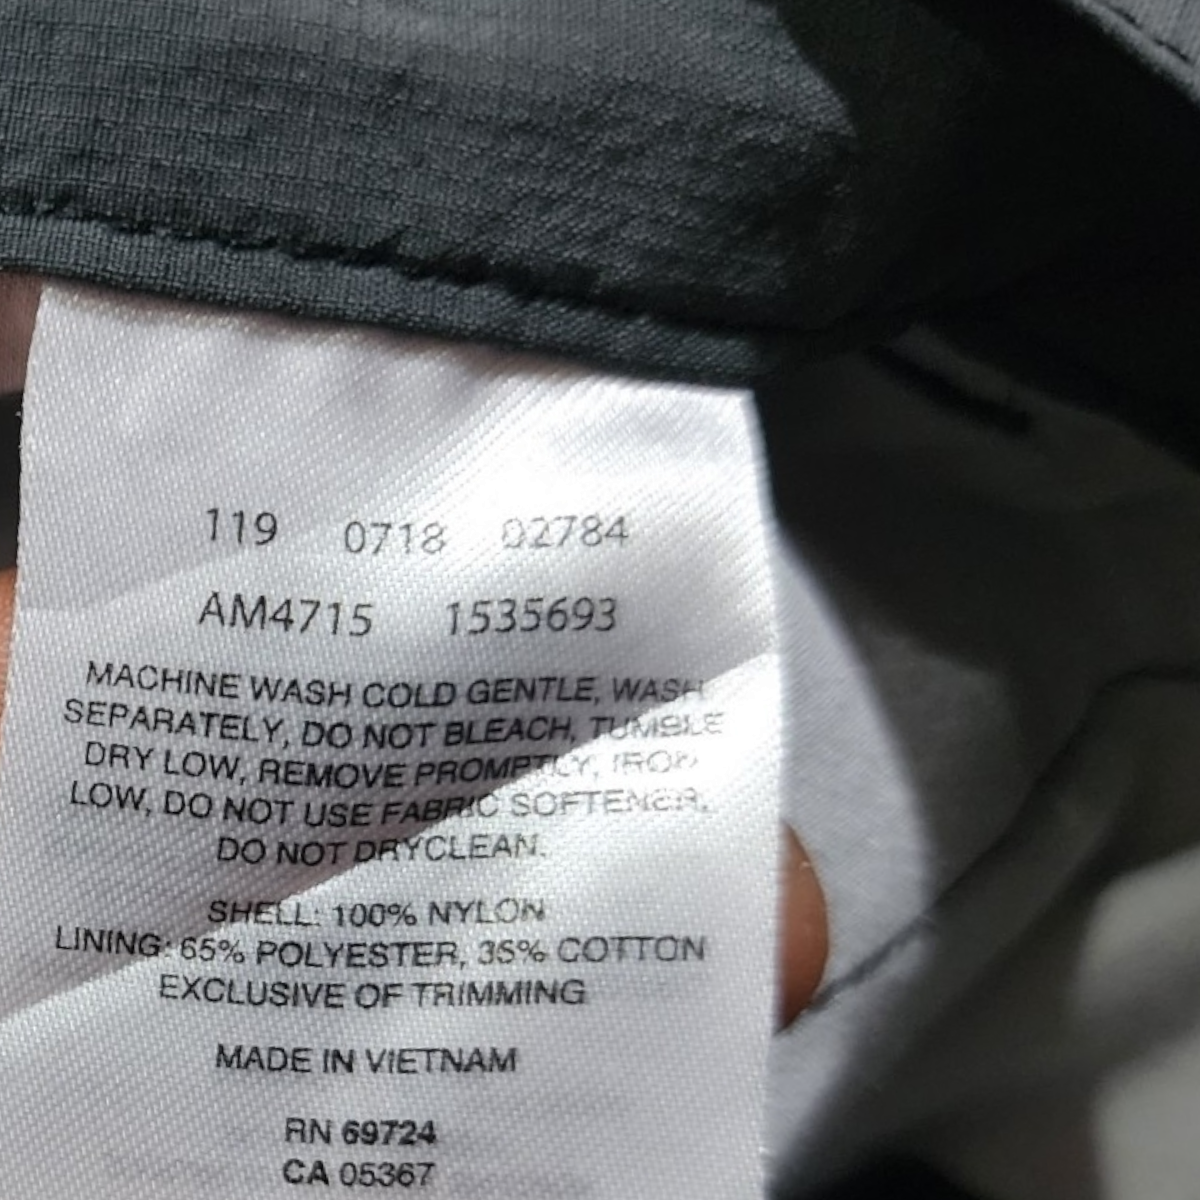 119 0718 02784
AM4715 1535693
MACHINE WASH COLD GENTLE, WASH
SEPARATELY, DO NOT BLEACH, TUMBLE
DRY LOW, REMOVE PROMPTLY, IRON
LOW, DO NOT USE FABRIC SOFTENER,
DO NOT DRYCLEAN.
SHELL: 100% NYLON
LINING: 65% POLYESTER, 35% COTTON
EXCLUSIVE OF TRIMMING
MADE IN VIETNAM
RN 69724
CA 05367